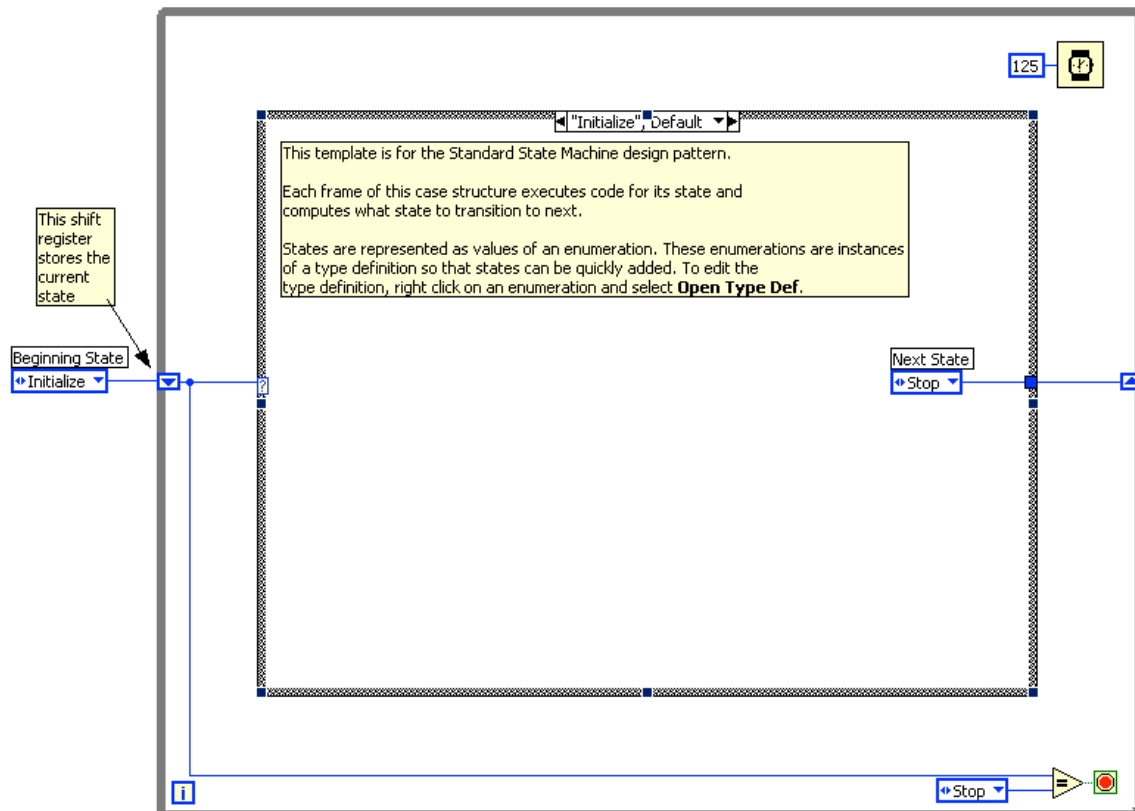 125
"Initialize", Default
This template is for the Standard State Machine design pattern.
Each frame of this case structure executes code for its state and
computes what state to transition to next.
States are represented as values of an enumeration. These enumerations are instances
of a type definition so that states can be quickly added. To edit the
type definition, right click on an enumeration and select Open Type Def.
This shift
register
stores the
current
state
Beginning State
Initialize
?
Next State
Stop
i
Stop
=